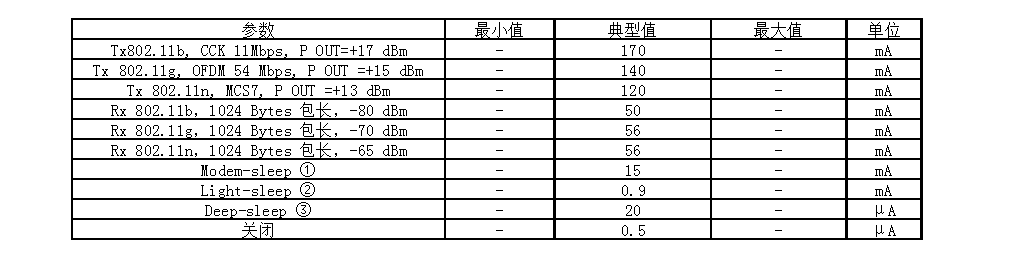 参数 最小值 典型值 最大值 单位
Tx802.11b, CCK 11Mbps, P OUT=+17 dBm - 170 - mA
Tx 802.11g, OFDM 54 Mbps, P OUT =+15 dBm - 140 - mA
Tx 802.11n, MCS7, P OUT =+13 dBm - 120 - mA
Rx 802.11b, 1024 Bytes 包长, -80 dBm - 50 - mA
Rx 802.11g, 1024 Bytes 包长, -70 dBm - 56 - mA
Rx 802.11n, 1024 Bytes 包长, -65 dBm - 56 - mA
Modem-sleep ① - 15 - mA
Light-sleep ② - 0.9 - mA
Deep-sleep ③ - 20 - μA
关闭 - 0.5 - μA